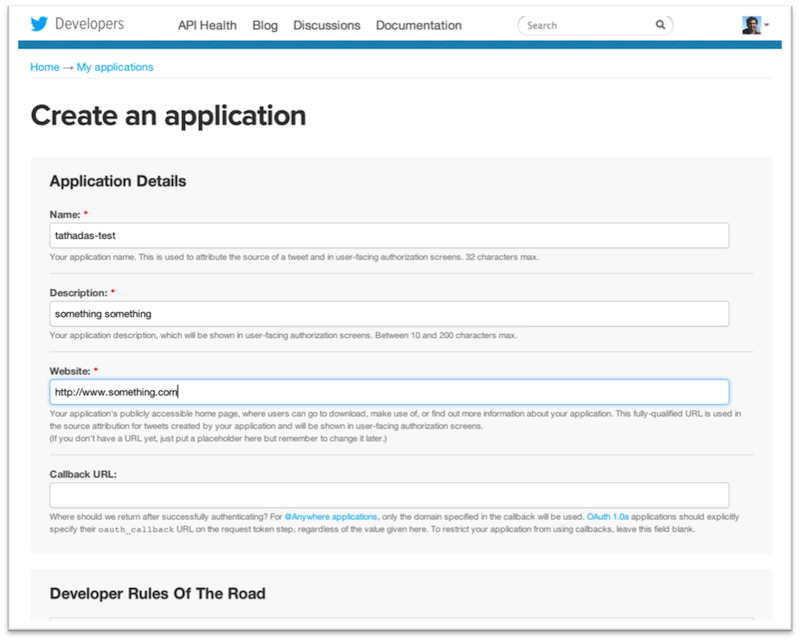 Developers
API Health Blog Discussions Documentation
Search
Home → My applications
Create an application
Application Details
Name: *
tathadas-test
Your application name. This is used to attribute the source of a tweet and in user-facing authorization screens. 32 characters max.
Description: *
something something
Your application description, which will be shown in user-facing authorization screens. Between 10 and 200 characters max.
Website: *
http://www.something.com
Your application's publicly accessible home page, where users can go to download, make use of, or find out more information about your application. This fully-qualified URL is used in
the source attribution for tweets created by your application and will be shown in user-facing authorization screens.
(If you don't have a URL yet, just put a placeholder here but remember to change it later.)
Callback URL:
Where should we return after successfully authenticating? For @Anywhere applications, only the domain specified in the callback will be used. OAuth 1.0a applications should explicitly
specify their oauth_callback URL on the request token step, regardless of the value given here. To restrict your application from using callbacks, leave this field blank.
Developer Rules Of The Road